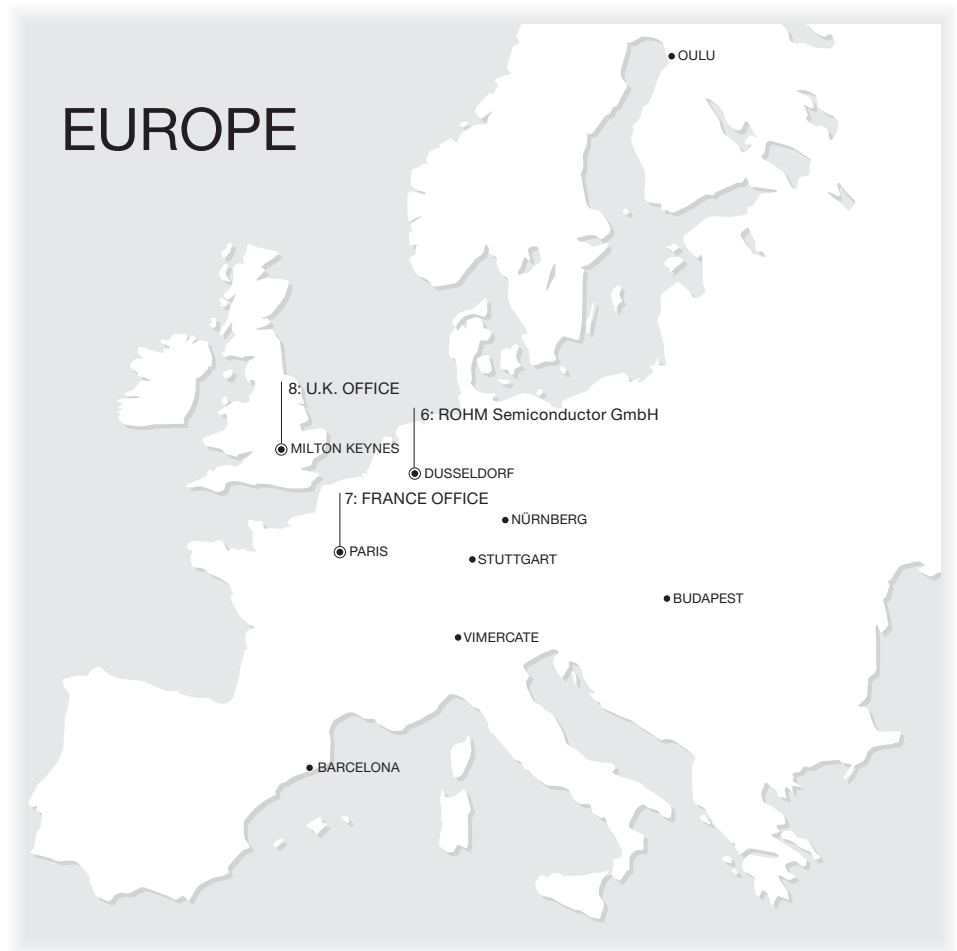 OULU
EUROPE
8: U.K. OFFICE
6: ROHM Semiconductor GmbH
MILTON KEYNES
DUSSELDORF
7: FRANCE OFFICE
NÜRNBERG
PARIS
STUTTGART
BUDAPEST
VIMERCATE
BARCELONA